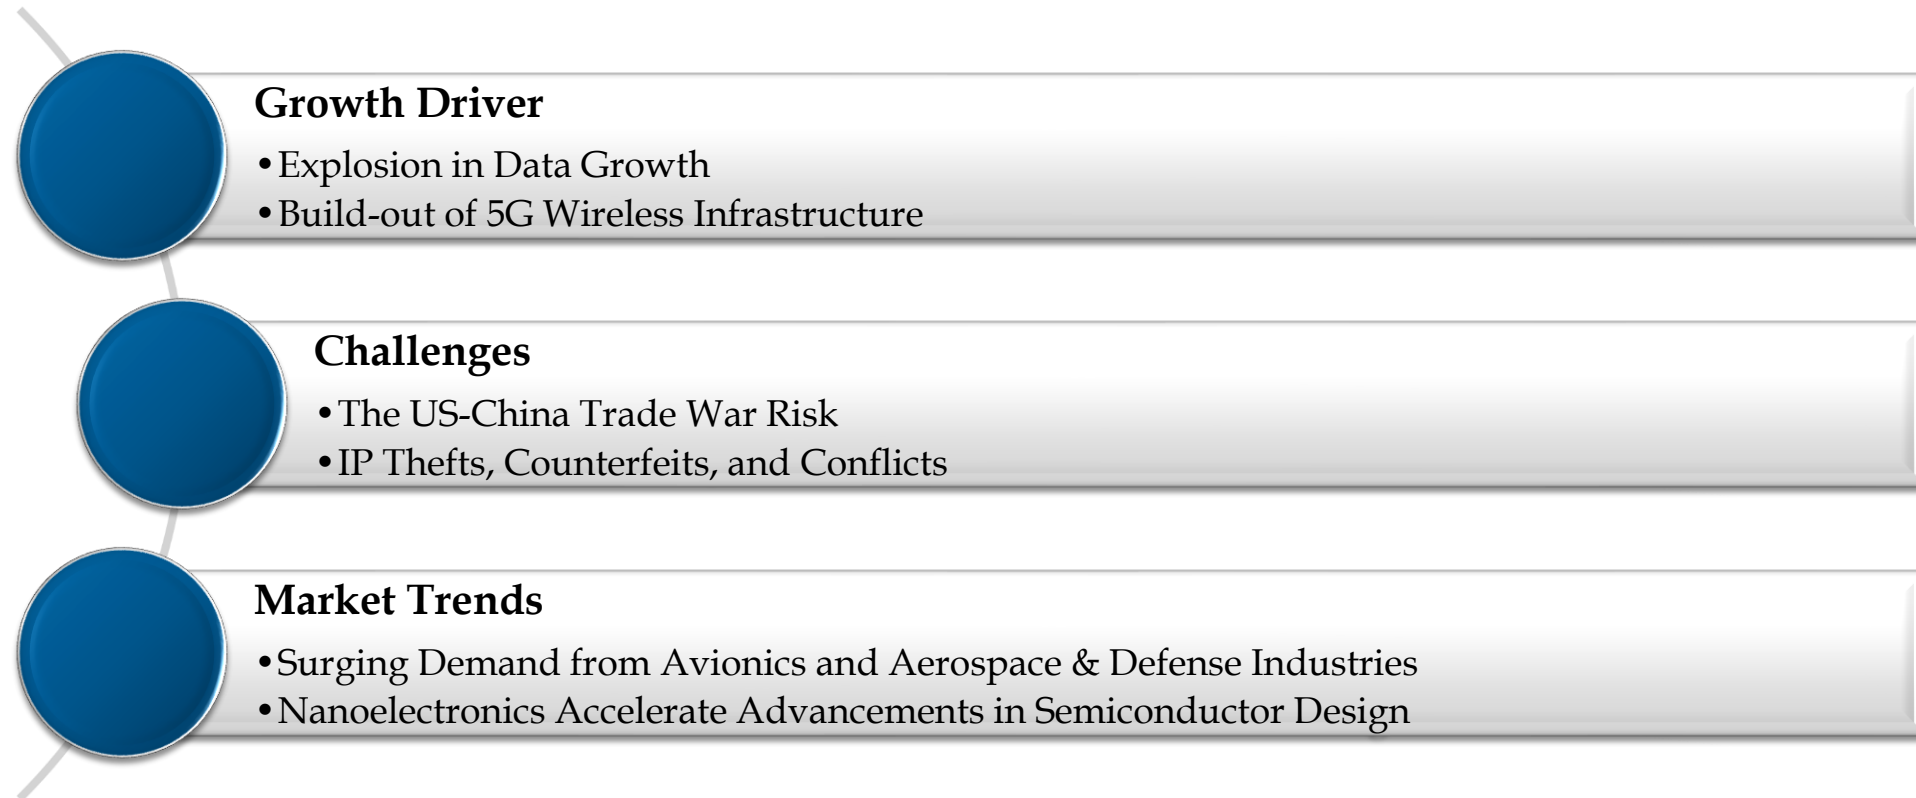 Growth Driver
•Explosion in Data Growth
•Build-out of 5G Wireless Infrastructure
Challenges
•The US-China Trade War Risk
•IP Thefts, Counterfeits, and Conflicts
Market Trends
•Surging Demand from Avionics and Aerospace & Defense Industries
•Nanoelectronics Accelerate Advancements in Semiconductor Design